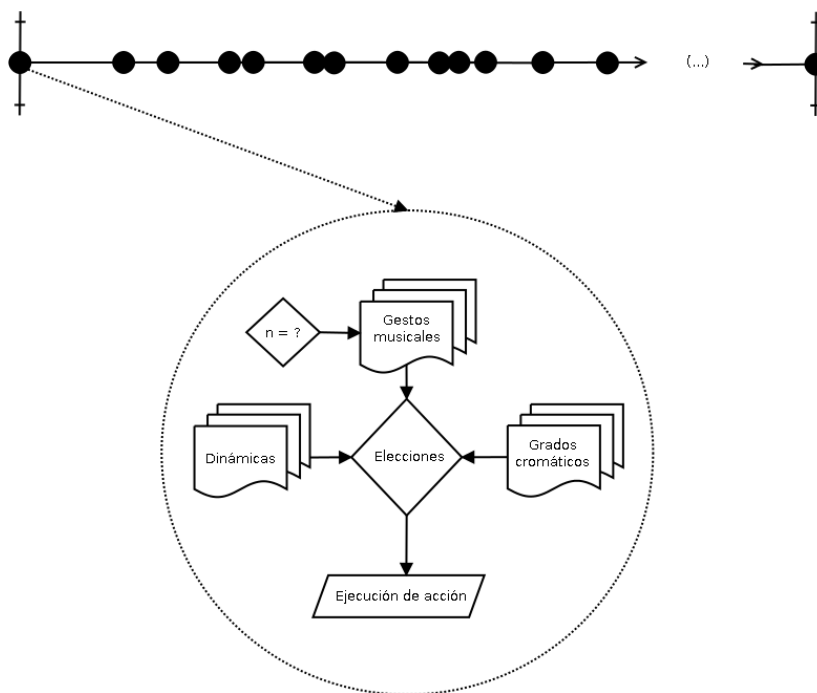 (...)
Gestos
musicales
n = ?
Dinámicas
Elecciones
Grados
cromáticos
Ejecución de acción